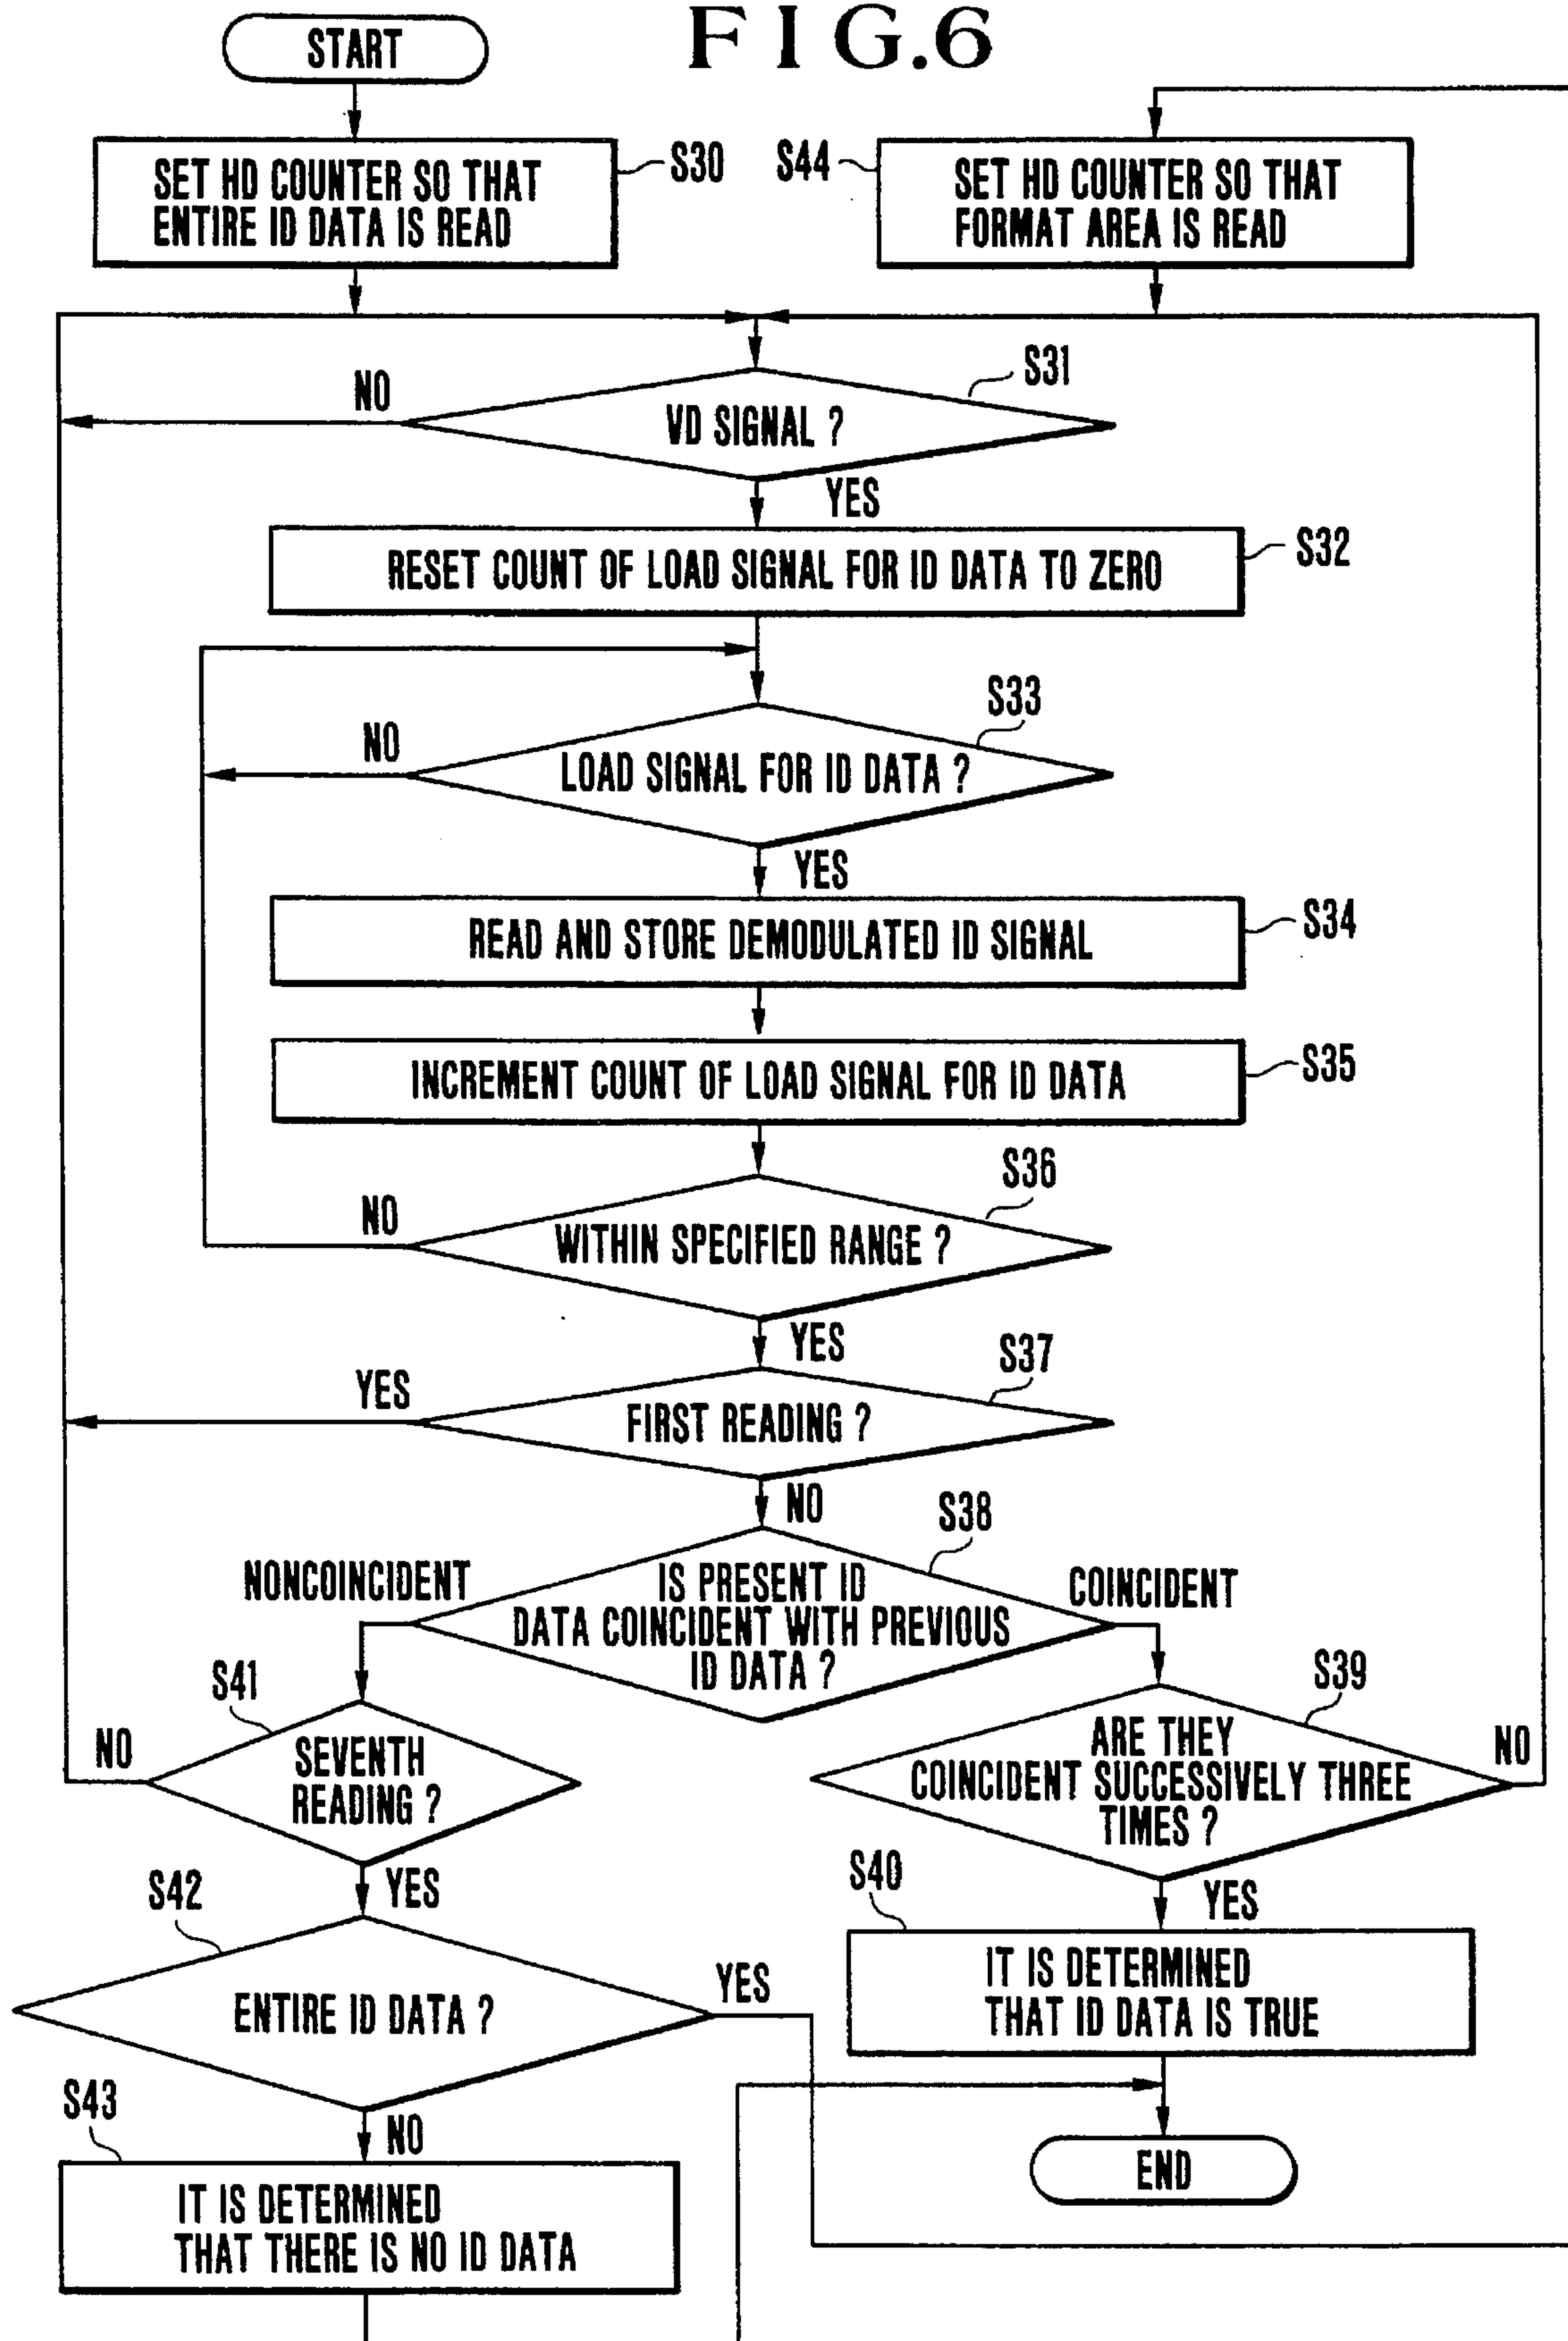 FIG.6
START
SET HD COUNTER SO THAT
ENTIRE ID DATA IS READ
S30
S44
SET HD COUNTER SO THAT
FORMAT AREA IS READ
S31
NO
VD SIGNAL ?
YES
RESET COUNT OF LOAD SIGNAL FOR ID DATA TO ZERO
S32
S33
NO
LOAD SIGNAL FOR ID DATA ?
YES
READ AND STORE DEMODULATED ID SIGNAL
S34
INCREMENT COUNT OF LOAD SIGNAL FOR ID DATA
S35
S36
NO
WITHIN SPECIFIED RANGE ?
YES
S37
YES
FIRST READING ?
NO
S38
NONCOINCIDENT
IS PRESENT ID
DATA COINCIDENT WITH PREVIOUS
ID DATA ?
COINCIDENT
S41
NO
SEVENTH
READING ?
YES
S39
ARE THEY
COINCIDENT SUCCESSIVELY THREE
TIMES ?
NO
YES
S42
ENTIRE ID DATA ?
YES
NO
S40
IT IS DETERMINED
THAT ID DATA IS TRUE
S43
IT IS DETERMINED
THAT THERE IS NO ID DATA
END